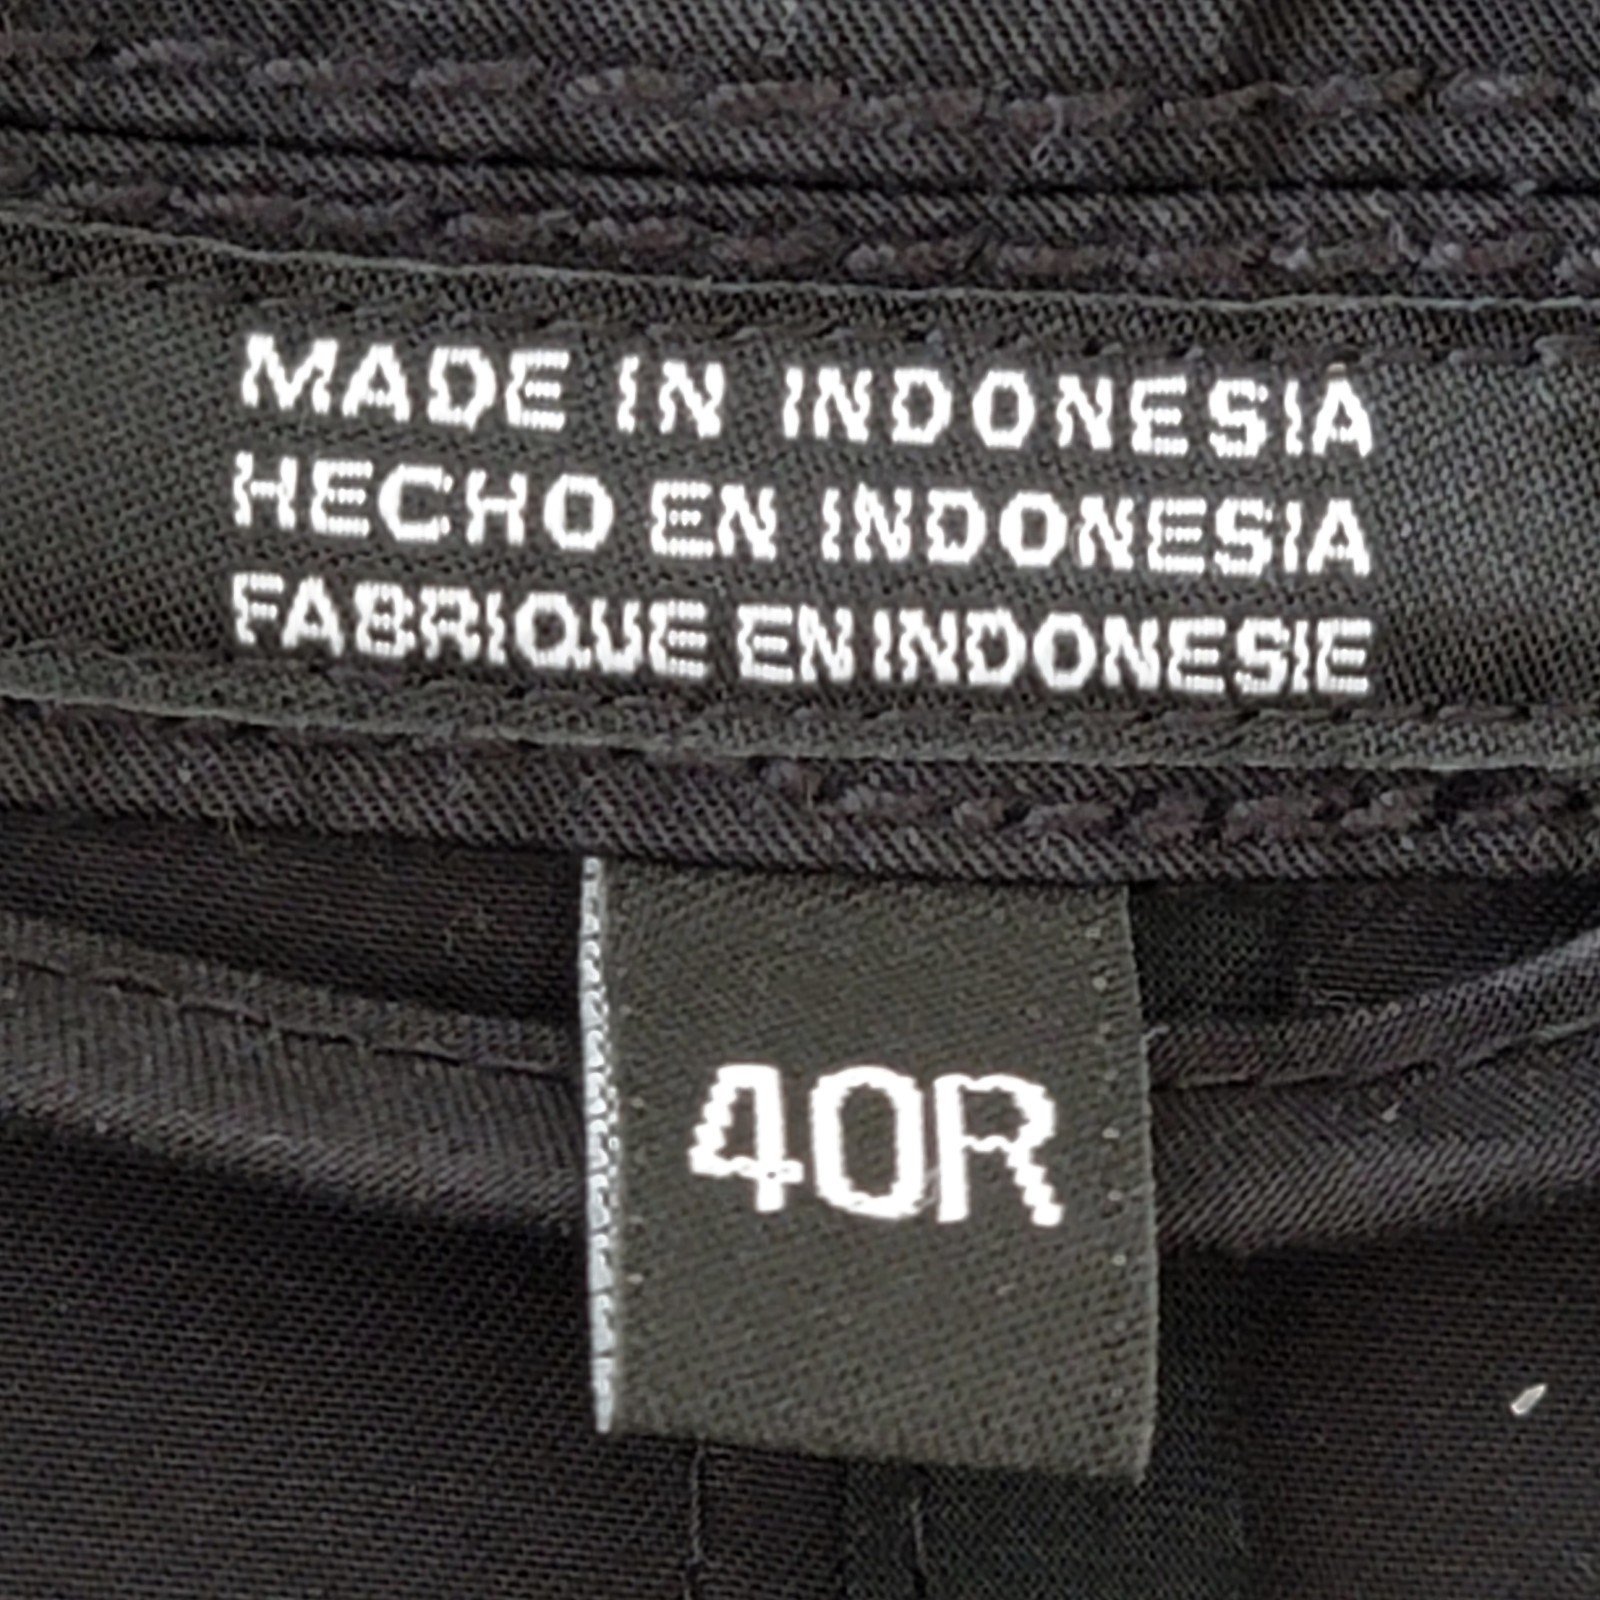 MADE IN INDONESIA
HECHO EN INDONESIA
FABRIQUE EN INDONESIE
40R